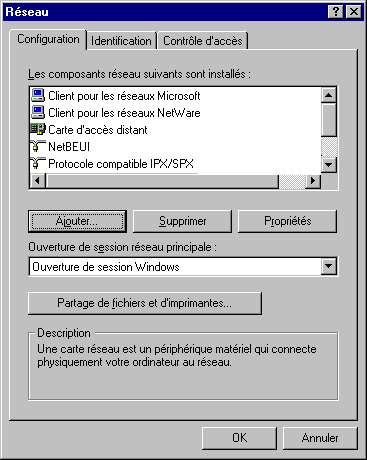 Réseau
Configuration Identification Contrôle d'accès
Les composants réseau suivants sont installés :
Client pour les réseaux Microsoft
Client pour les réseaux NetWare
Carte d'accès distant
NetBEUI
Protocole compatible IPX/SPX
Ajouter... Supprimer Propriétés
Ouverture de session réseau principale :
Ouverture de session Windows
Partage de fichiers et d'imprimantes...
Description
Une carte réseau est un périphérique matériel qui connecte
physiquement votre ordinateur au réseau.
OK Annuler